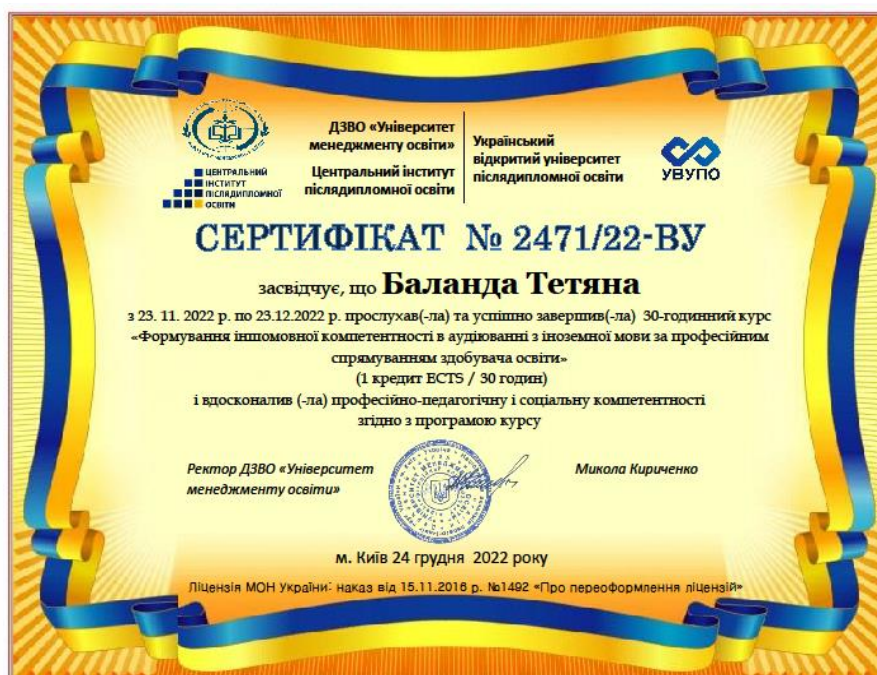 ДЗВО «Університет
менеджменту освіти»
Центральний інститут
післядипломної освіти
Український
відкритий університет
післядипломної освіти
УВУПО
ЦЕНТРАЛЬНИЙ
ІНСТИТУТ
ПІСЛЯДИПЛОМНОЇ
ОСВІТИ
СЕРТИФІКАТ № 2471/22-ВУ
засвідчує, що Баланда Тетяна
з 23. 11. 2022 р. по 23.12.2022 р. прослухав(-ла) та успішно завершив(-ла) 30-годинний курс
«Формування іншомовної компетентності в аудіюванні з іноземної мови за професійним
спрямуванням здобувача освіти»
(1 кредит ECTS / 30 годин)
і вдосконалив (-ла) професійно-педагогічну і соціальну компетентності
згідно з програмою курсу
Ректор ДЗВО «Університет
менеджменту освіти»
Микола Кириченко
м. Київ 24 грудня 2022 року
Ліцензія МОН України: наказ від 15.11.2016 р. №1492 «Про переоформлення ліцензій»